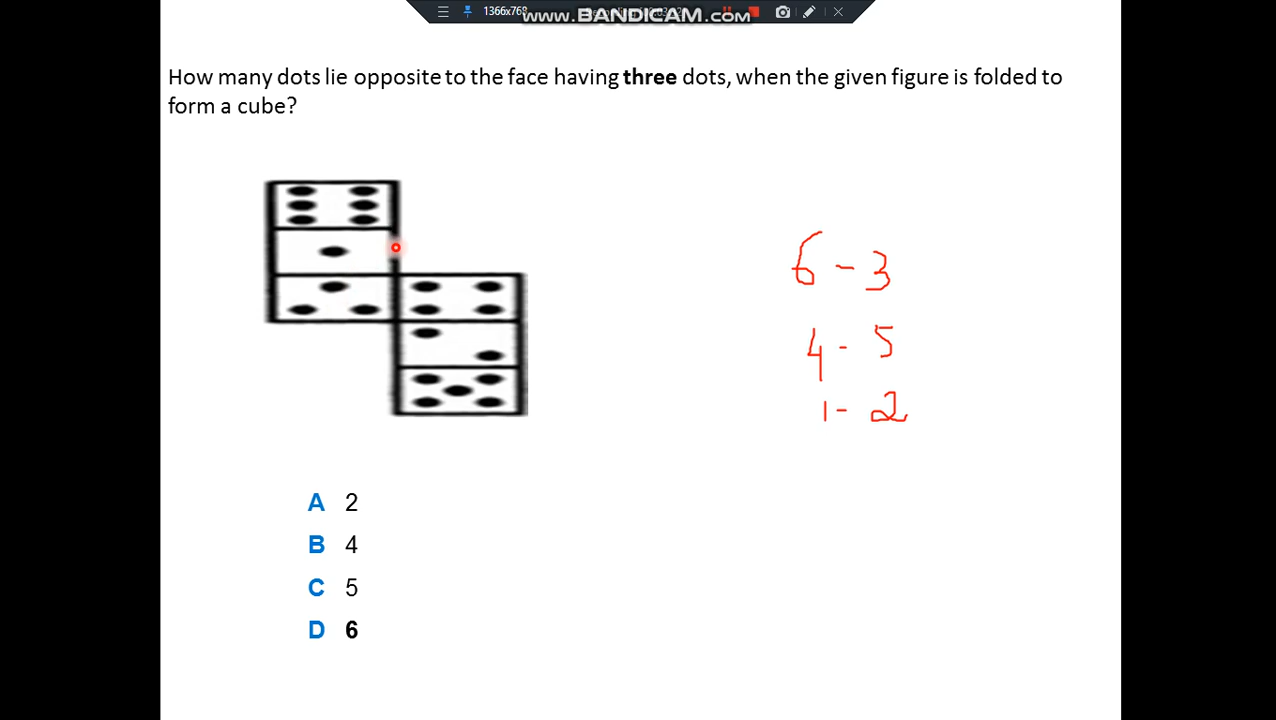 1366x768
www.BANDICAM.com
How many dots lie opposite to the face having three dots, when the given figure is folded to
form a cube?
6 - 3
4 - 5
1 - 2
A 2
B 4
C 5
D 6